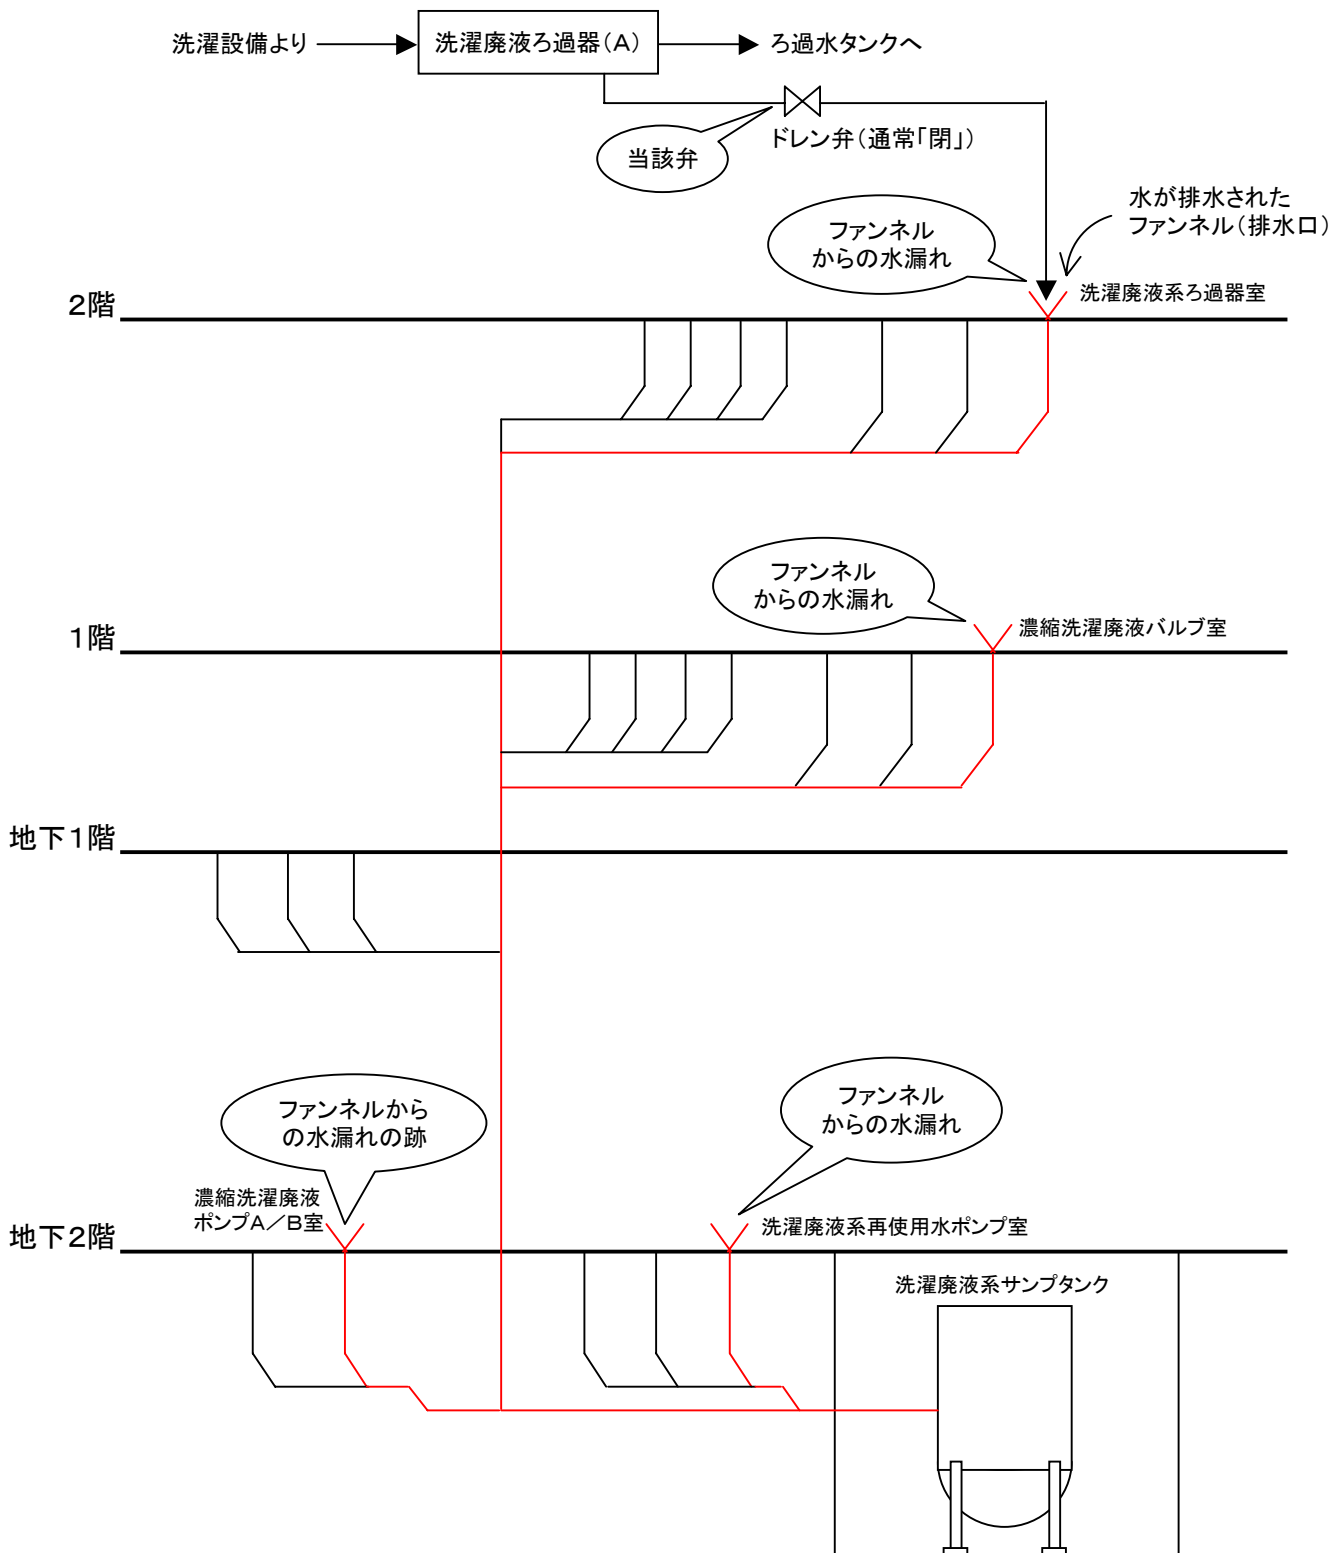 洗濯設備より
洗濯廃液ろ過器(A)
ろ過水タンクへ
ドレン弁(通常「閉」)
当該弁
水が排水された
ファンネル(排水口)
ファンネル
からの水漏れ
洗濯廃液系ろ過器室
2階
ファンネル
からの水漏れ
濃縮洗濯廃液バルブ室
1階
地下1階
ファンネルから
の水漏れの跡
ファンネル
からの水漏れ
濃縮洗濯廃液
ポンプA/B室
洗濯廃液系再使用水ポンプ室
地下2階
洗濯廃液系サンプタンク